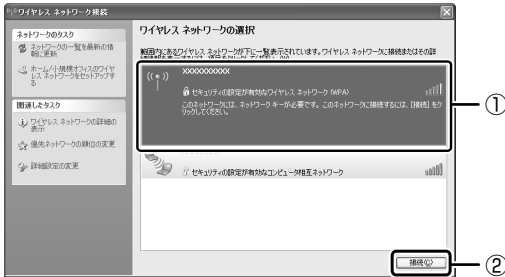 ワイヤレス ネットワーク接続
ネットワークのタスク
ネットワークの一覧を最新の情
報に更新
ホーム/小規模オフィスのワイヤ
レス ネットワークをセットアップす
る
関連したタスク
ワイヤレス ネットワークの詳細の
表示
優先ネットワークの順位の変更
詳細設定の変更
ワイヤレス ネットワークの選択
範囲内にあるワイヤレス ネットワークが下に一覧表示されています。ワイヤレス ネットワークに接続またはその詳
XXXXXXXXXX
セキュリティの設定が有効なワイヤレス ネットワーク (WPA)
このネットワークには、ネットワーク キーが必要です。このネットワークに接続するには、[接続] をク
リックしてください。
セキュリティの設定が有効なコンピュータ相互ネットワーク
接続(C)
①
②